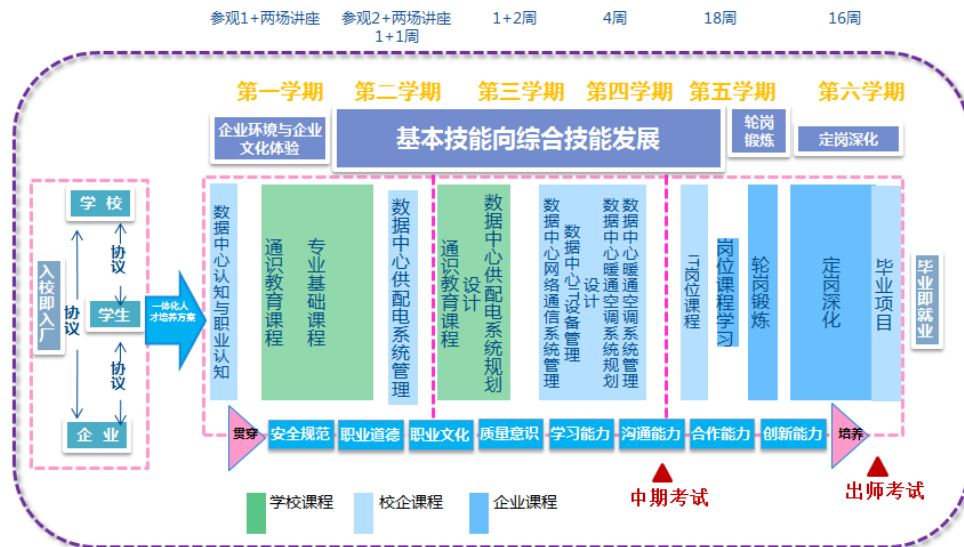 参观1+两场讲座
参观2+两场讲座
1+1周
1+2周
4周
18周
16周
第一学期
第二学期
第三学期
第四学期
第五学期
第六学期
企业环境与企业
文化体验
基本技能向综合技能发展
轮岗
锻炼
定岗深化
入校即入厂
学 校
协议
协议
学生
协议
企 业
一体化人
才培养方案
数据中心认知与职业认知
通识教育课程
专业基础课程
数据中心供配电系统管理
通识教育课程
数据中心供配电系统规划
设计
数据中心网络通信系统管理
数据中心IT设备管理
数据中心暖通空调系统规划
设计
数据中心暖通空调系统管理
IT岗位课程
岗位课程学习
轮岗锻炼
定岗深化
毕业项目
毕业即就业
贯穿
安全规范
职业道德
职业文化
质量意识
学习能力
沟通能力
合作能力
创新能力
培养
中期考试
出师考试
学校课程
校企课程
企业课程